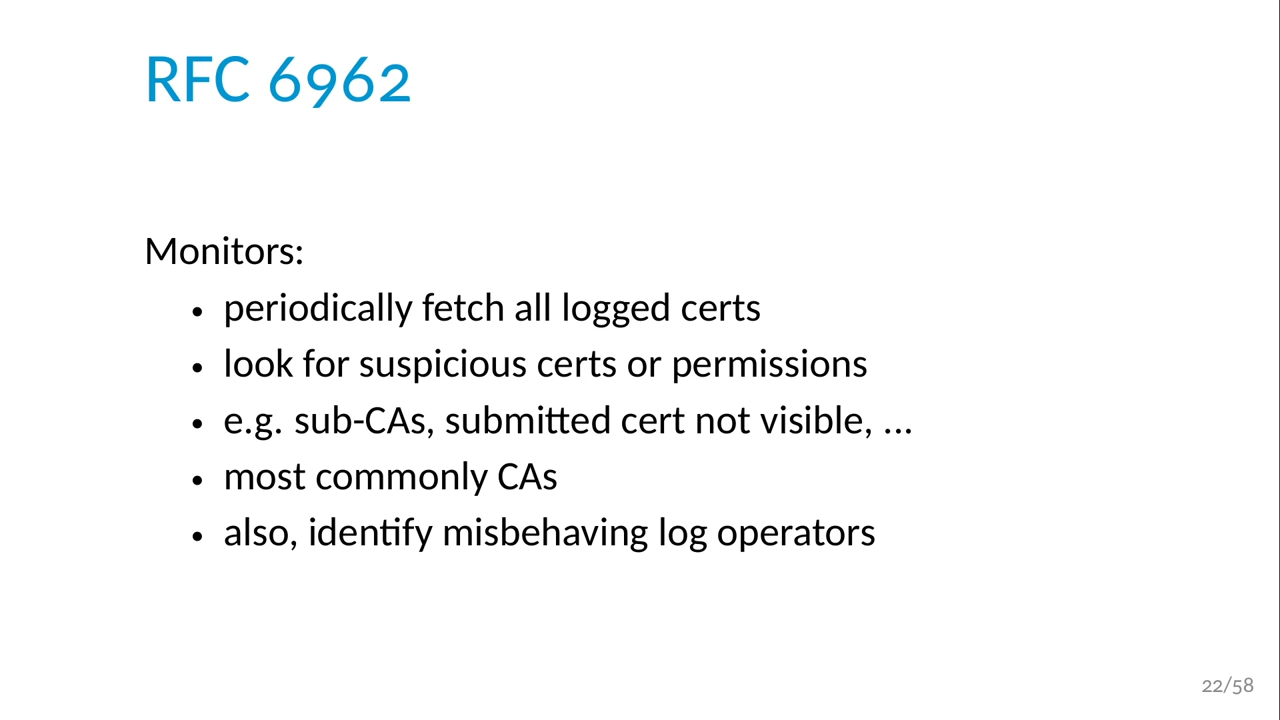 RFC 6962
Monitors:
• periodically fetch all logged certs
• look for suspicious certs or permissions
• e.g. sub-CAs, submitted cert not visible, ...
• most commonly CAs
• also, identify misbehaving log operators
22/58